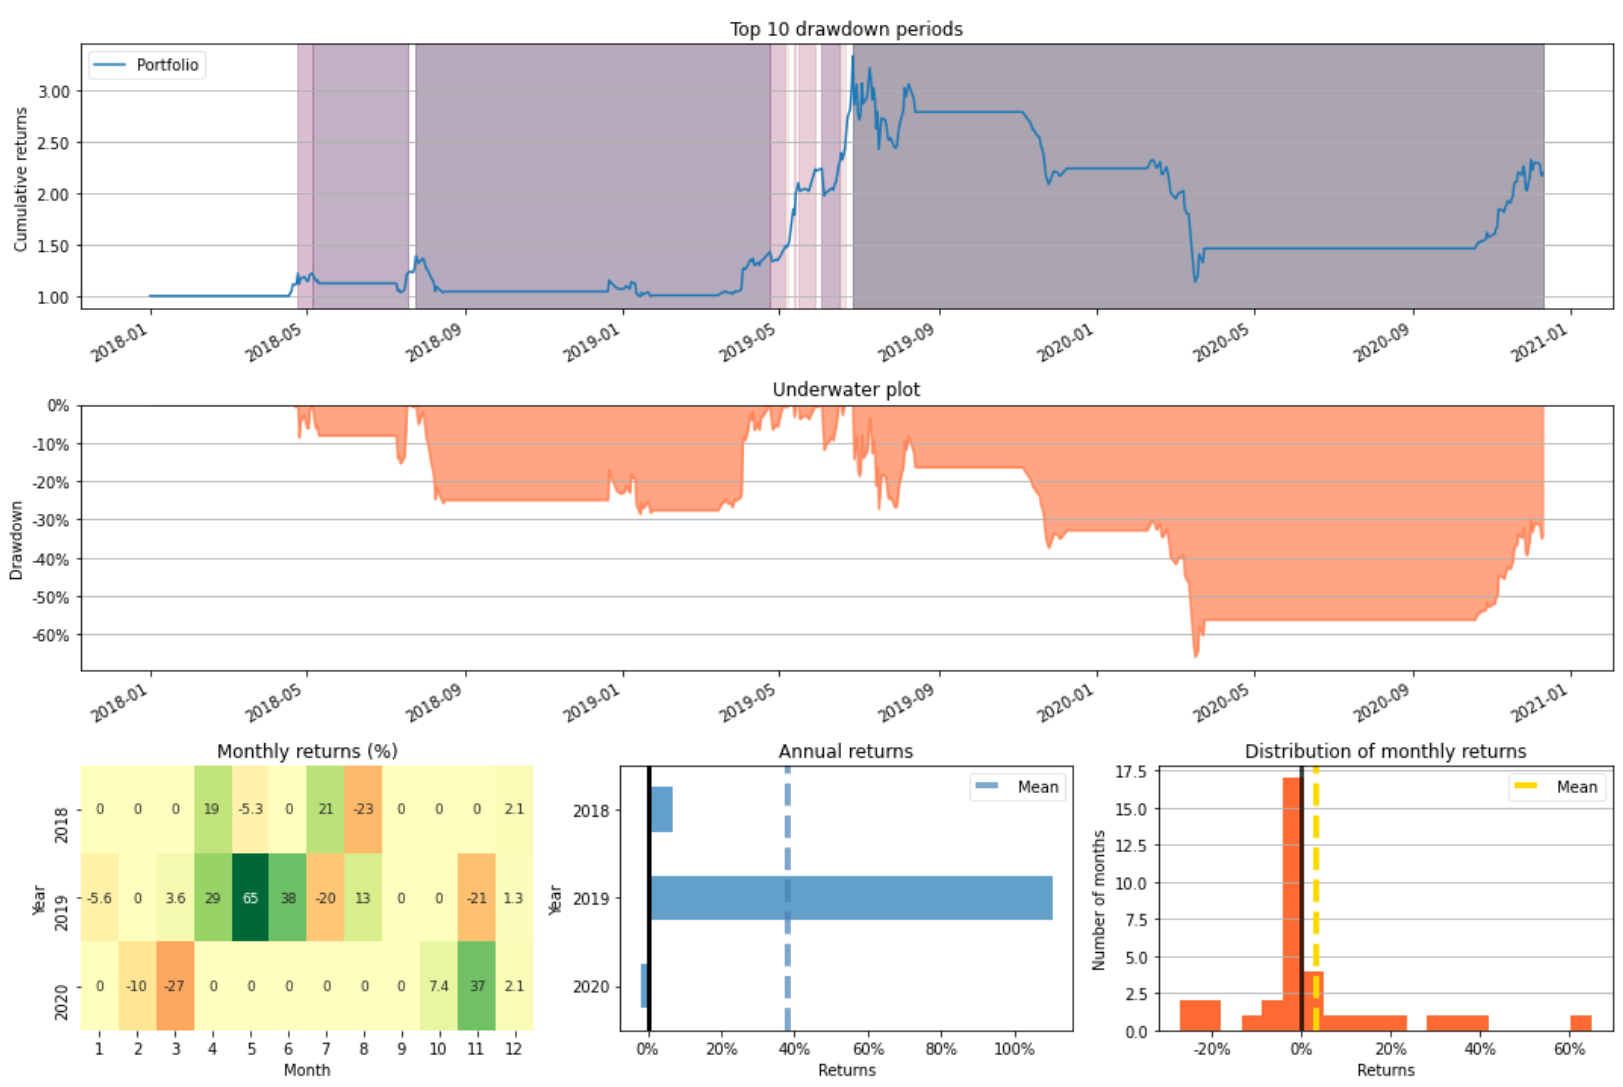 Top 10 drawdown periods
Portfolio
Cumulative returns
3.00
2.50
2.00
1.50
1.00
2018-01 2018-05 2018-09 2019-01 2019-05 2019-09 2020-01 2020-05 2020-09 2021-01
Underwater plot
Drawdown
0%
-10%
-20%
-30%
-40%
-50%
-60%
2018-01 2018-05 2018-09 2019-01 2019-05 2019-09 2020-01 2020-05 2020-09 2021-01
Monthly returns (%)
Year
2018 0 0 0 19 -5.3 0 21 -23 0 0 0 2.1
2019 -5.6 0 3.6 29 65 38 -20 13 0 0 -21 1.3
2020 0 -10 -27 0 0 0 0 0 0 7.4 37 2.1
1 2 3 4 5 6 7 8 9 10 11 12
Month
Annual returns
Mean
Year
2018
2019
2020
0% 20% 40% 60% 80% 100%
Returns
Distribution of monthly returns
Mean
Number of months
17.5
15.0
12.5
10.0
7.5
5.0
2.5
0.0
-20% 0% 20% 40% 60%
Returns